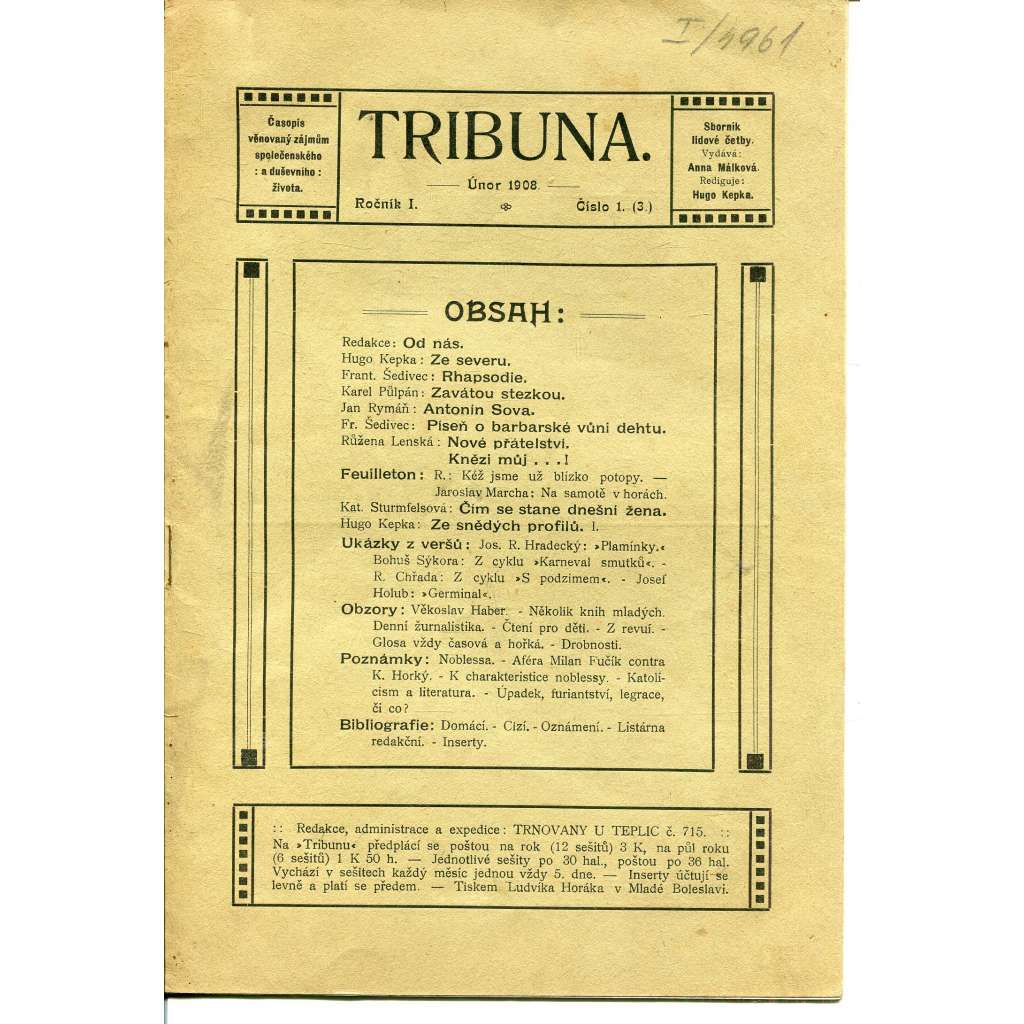 I/4961
Časopis
věnovaný zájmům
společenského
: a duševního :
života.
TRIBUNA.
Únor 1908.
Ročník I.
Číslo 1. (3.)
Sborník
lidové četby.
Vydává:
Anna Málková.
Rediguje:
Hugo Kepka.
OBSAH:
Redakce: Od nás.
Hugo Kepka: Ze severu.
Frant. Šedivec: Rhapsodie.
Karel Půlpán: Zavátou stezkou.
Jan Rymáň: Antonín Sova.
Fr. Šedivec: Píseň o barbarské vůni dehtu.
Růžena Lenská: Nové přátelství.
Knězi můj . . .!
Feuilleton: R.: Kéž jsme už blízko potopy. —
Jaroslav Marcha: Na samotě v horách.
Kat. Sturmfelsová: Čím se stane dnešní žena.
Hugo Kepka: Ze snědých profilů. I.
Ukázky z veršů: Jos. R. Hradecký: »Plamínky.«
Bohuš Sýkora: Z cyklu »Karneval smutků«. -
R. Chřada: Z cyklu »S podzimem«. - Josef
Holub: »Germinal«.
Obzory: Věkoslav Haber. - Několik knih mladých.
Denní žurnalistika. - Čtení pro děti. - Z revuí. -
Glosa vždy časová a hořká. - Drobnosti.
Poznámky: Noblessa. - Aféra Milan Fučík contra
K. Horký. - K charakteristice noblessy. - Katoli-
cism a literatura. - Úpadek, furiantství, legrace,
či co?
Bibliografie: Domácí. - Cizí. - Oznámení. - Listárna
redakční. - Inserty.
:: Redakce, administrace a expedice: TRNOVANY U TEPLIC č. 715. ::
Na »Tribunu« předplácí se poštou na rok (12 sešitů) 3 K, na půl roku
(6 sešitů) 1 K 50 h. — Jednotlivé sešity po 30 hal., poštou po 36 hal.
Vychází v sešitech každý měsíc jednou vždy 5. dne. — Inserty účtují se
levně a platí se předem. — Tiskem Ludvíka Horáka v Mladé Boleslavi.